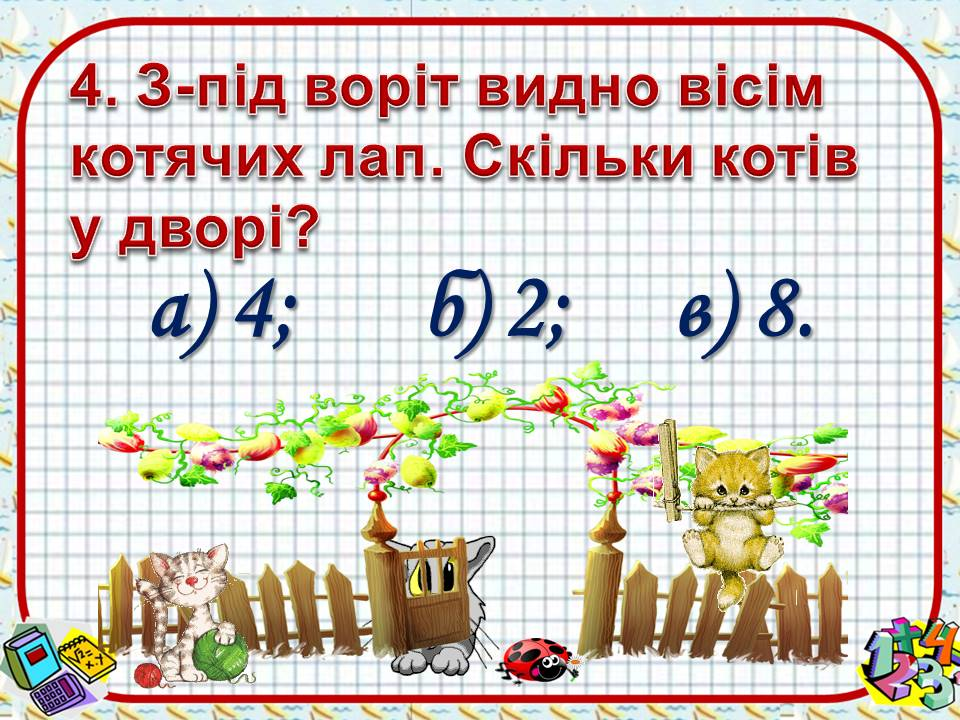 4. З-під воріт видно вісім
котячих лап. Скільки котів
у дворі?
а) 4; б) 2; в) 8.